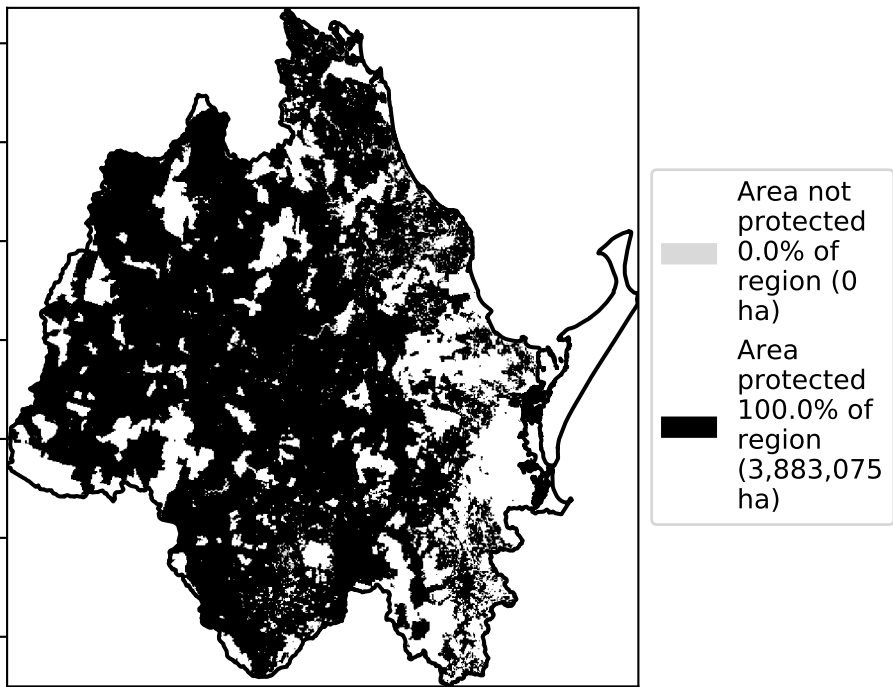 Area not
protected
0.0% of
region (0
ha)
Area
protected
100.0% of
region
(3,883,075
ha)